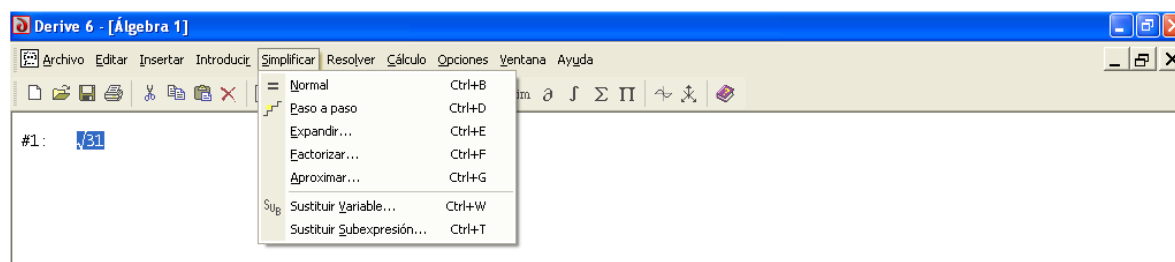 Derive 6 - [Álgebra 1]
Archivo Editar Insertar Introducir Simplificar Resolver Cálculo Opciones Ventana Ayuda
= Normal Ctrl+B
Paso a paso Ctrl+D
Expandir... Ctrl+E
Factorizar... Ctrl+F
Aproximar... Ctrl+G
SUB Sustituir Variable... Ctrl+W
Sustituir Subexpresión... Ctrl+T
∂ ∫ Σ Π
#1: √31